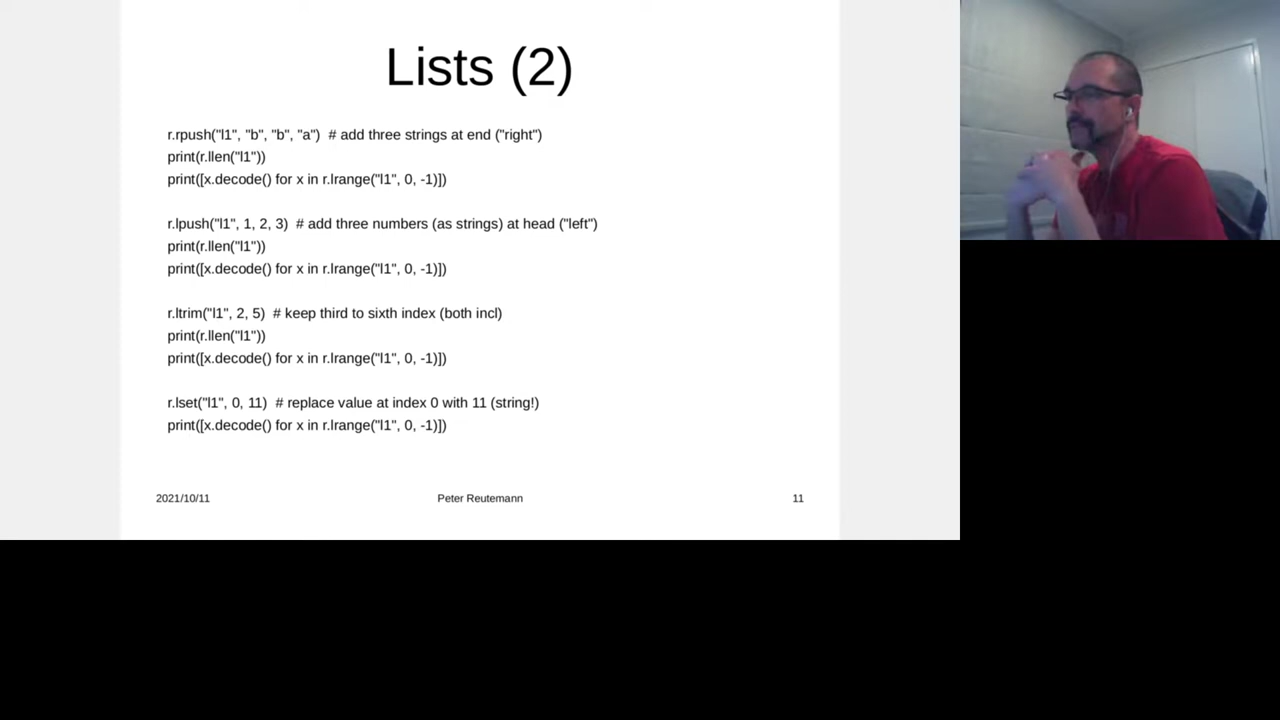 Lists (2)
r.rpush("l1", "b", "b", "a")  # add three strings at end ("right")
print(r.llen("l1"))
print([x.decode() for x in r.lrange("l1", 0, -1)])
r.lpush("l1", 1, 2, 3)  # add three numbers (as strings) at head ("left")
print(r.llen("l1"))
print([x.decode() for x in r.lrange("l1", 0, -1)])
r.ltrim("l1", 2, 5)  # keep third to sixth index (both incl)
print(r.llen("l1"))
print([x.decode() for x in r.lrange("l1", 0, -1)])
r.lset("l1", 0, 11)  # replace value at index 0 with 11 (string!)
print([x.decode() for x in r.lrange("l1", 0, -1)])
2021/10/11 Peter Reutemann 11